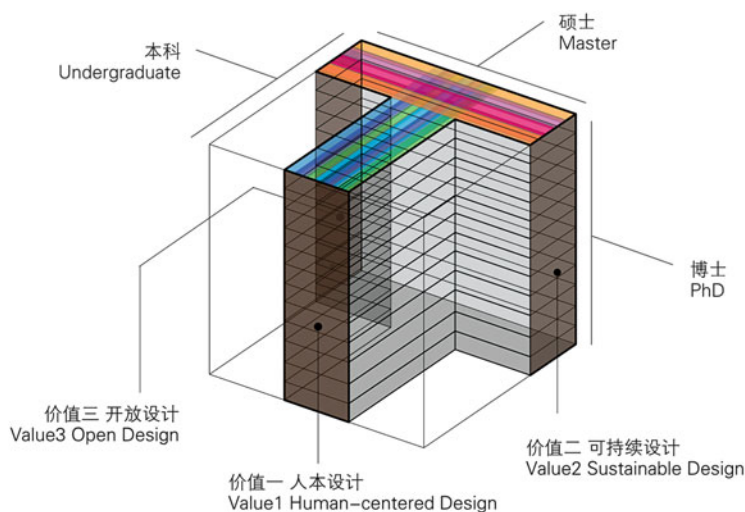 本科
Undergraduate
硕士
Master
博士
PhD
价值三 开放设计
Value3 Open Design
价值一 人本设计
Value1 Human-centered Design
价值二 可持续设计
Value2 Sustainable Design